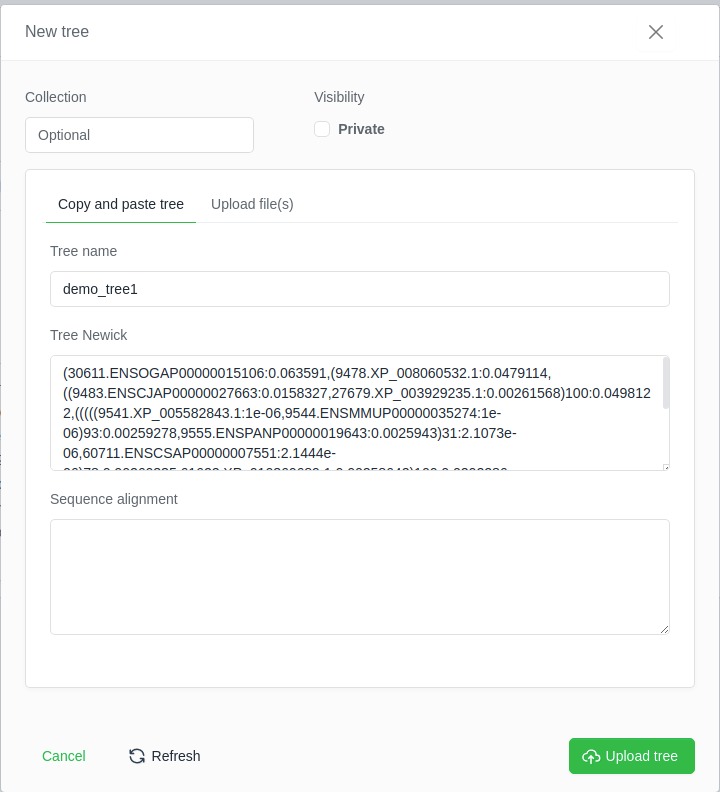 New tree
Collection
Visibility
Optional
Private
Copy and paste tree
Upload file(s)
Tree name
demo_tree1
Tree Newick
(30611.ENSOGAP00000015106:0.063591,(9478.XP_008060532.1:0.0479114,
((9483.ENSCJAP00000027663:0.0158327,27679.XP_003929235.1:0.00261568)100:0.049812
2,(((((9541.XP_005582843.1:1e-06,9544.ENSMMUP00000035274:1e-
06)93:0.00259278,9555.ENSPANP00000019643:0.0025943)31:2.1073e-
06,60711.ENSCSAP00000007551:2.1444e-
Sequence alignment
Cancel
Refresh
Upload tree